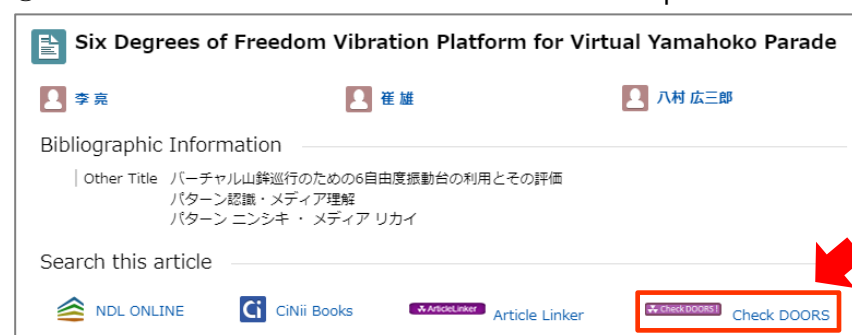 Six Degrees of Freedom Vibration Platform for Virtual Yamahoko Parade
李 亮 崔 雄 八村 広三郎
Bibliographic Information
Other Title バーチャル山鉾巡行のための6自由度振動台の利用とその評価
パターン認識・メディア理解
パターン ニンシキ ・ メディア リカイ
Search this article
NDL ONLINE Ci CiNii Books ArticleLinker Article Linker Check DOORS! Check DOORS